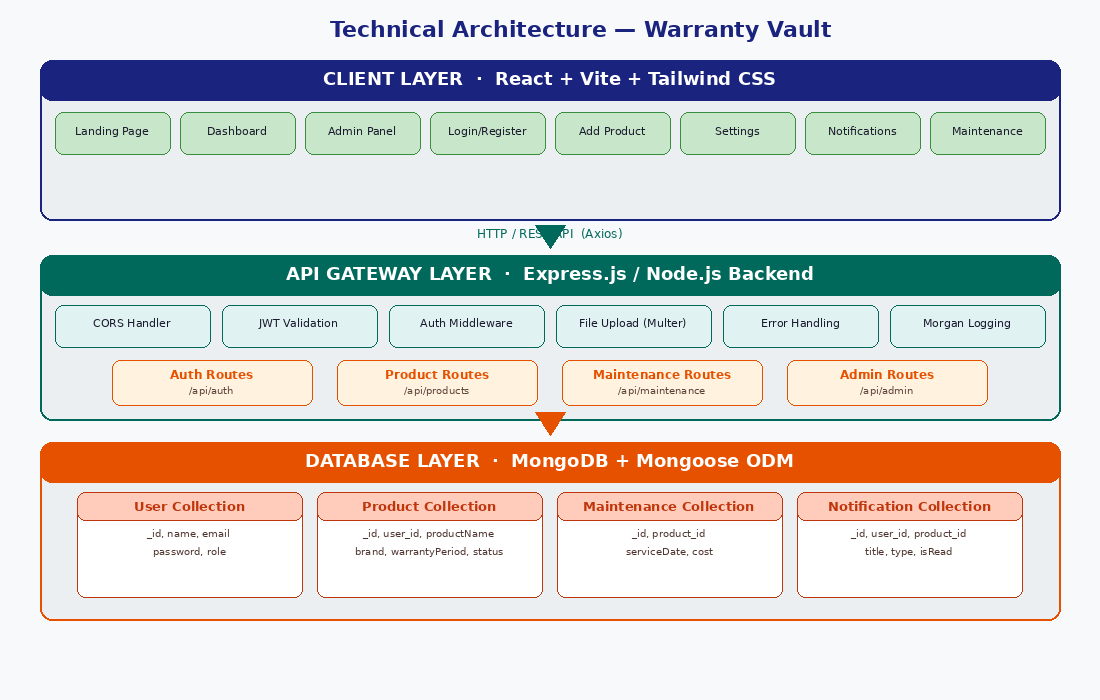 Technical Architecture — Warranty Vault
CLIENT LAYER · React + Vite + Tailwind CSS
Landing Page
Dashboard
Admin Panel
Login/Register
Add Product
Settings
Notifications
Maintenance
HTTP / REST API (Axios)
API GATEWAY LAYER · Express.js / Node.js Backend
CORS Handler
JWT Validation
Auth Middleware
File Upload (Multer)
Error Handling
Morgan Logging
Auth Routes
/api/auth
Product Routes
/api/products
Maintenance Routes
/api/maintenance
Admin Routes
/api/admin
DATABASE LAYER · MongoDB + Mongoose ODM
User Collection
_id, name, email
password, role
Product Collection
_id, user_id, productName
brand, warrantyPeriod, status
Maintenance Collection
_id, product_id
serviceDate, cost
Notification Collection
_id, user_id, product_id
title, type, isRead